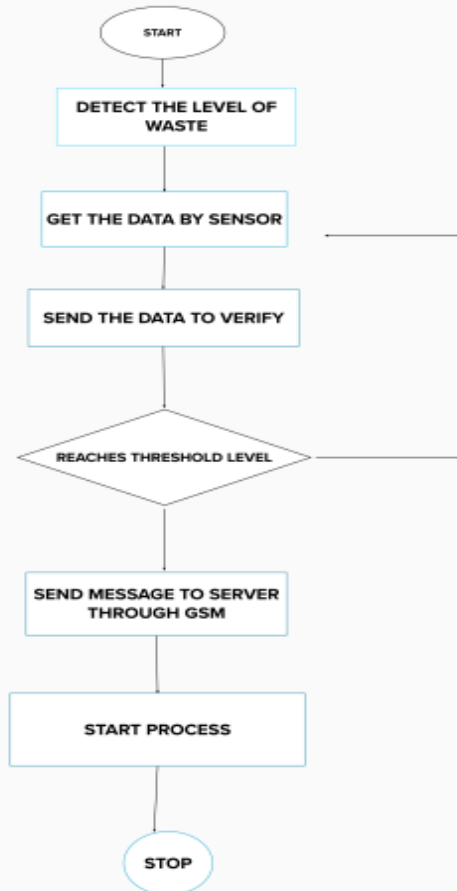 START
DETECT THE LEVEL OF
WASTE
GET THE DATA BY SENSOR
SEND THE DATA TO VERIFY
REACHES THRESHOLD LEVEL
SEND MESSAGE TO SERVER
THROUGH GSM
START PROCESS
STOP